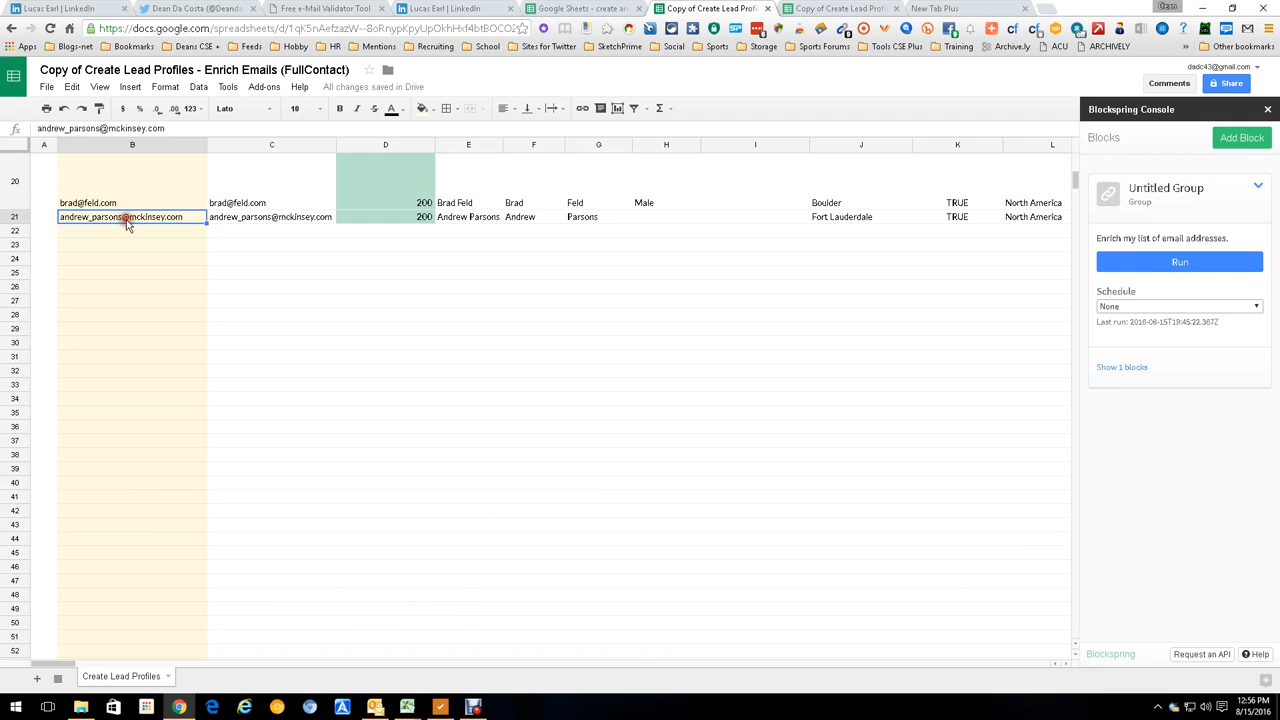 Lucas Earl | LinkedIn
Dean Da Costa (@Deand
Free e-Mail Validator Tool
Lucas Earl | LinkedIn
Google Sheets - create an
Copy of Create Lead Profi
Copy of Create Lead Profi
New Tab Plus
Dean
Apps
Blogs-net
Bookmarks
Deans CSE +
Feeds
Hobby
HR
Mentions
Recruiting
School
Sites for Twitter
SketchPrime
Social
Sports
Storage
Sports Forums
Tools CSE Plus
Training
Archive.ly
ACU
ARCHIVELY
Other bookmarks
Copy of Create Lead Profiles - Enrich Emails (FullContact)
dadc43@gmail.com
File Edit View Insert Format Data Tools Add-ons Help All changes saved in Drive
Comments
Share
$ % .0 .00 123 Lato 10 B I S A
fx andrew_parsons@mckinsey.com
Blockspring Console
Blocks
Add Block
A B C D E F G H I J K L
20 brad@feld.com brad@feld.com 200 Brad Feld Brad Feld Male Boulder TRUE North America
21 andrew_parsons@mckinsey.com andrew_parsons@mckinsey.com 200 Andrew Parsons Andrew Parsons Fort Lauderdale TRUE North America
22
23
24
25
26
27
28
29
30
31
32
33
34
35
36
37
38
39
40
41
42
43
44
45
46
47
48
49
50
51
52
Untitled Group
Group
Enrich my list of email addresses.
Run
Schedule
None
Last run: 2016-08-15T19:45:22.367Z
Show 1 blocks
Blockspring
Request an API
Help
Create Lead Profiles
12:56 PM
8/15/2016